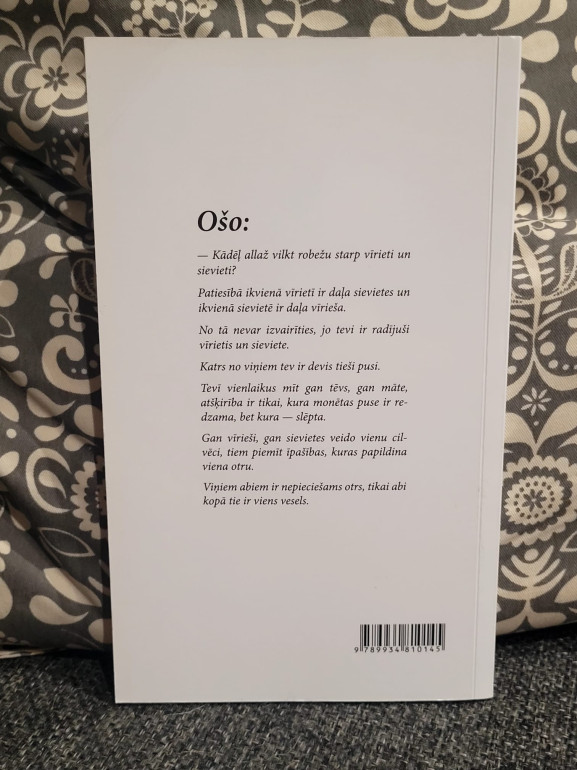 Ošo:
— Kādēļ allaž vilkt robežu starp vīrieti un
sievieti?
Patiesībā ikvienā vīrietī ir daļa sievietes un
ikvienā sievietē ir daļa vīrieša.
No tā nevar izvairīties, jo tevi ir radījuši
vīrietis un sieviete.
Katrs no viņiem tev ir devis tieši pusi.
Tevī vienlaikus mīt gan tēvs, gan māte,
atšķirība ir tikai, kura monētas puse ir re-
dzama, bet kura — slēpta.
Gan vīrieši, gan sievietes veido vienu cil-
vēci, tiem piemīt īpašības, kuras papildina
viena otru.
Viņiem abiem ir nepieciešams otrs, tikai abi
kopā tie ir viens vesels.
9 789934 810145